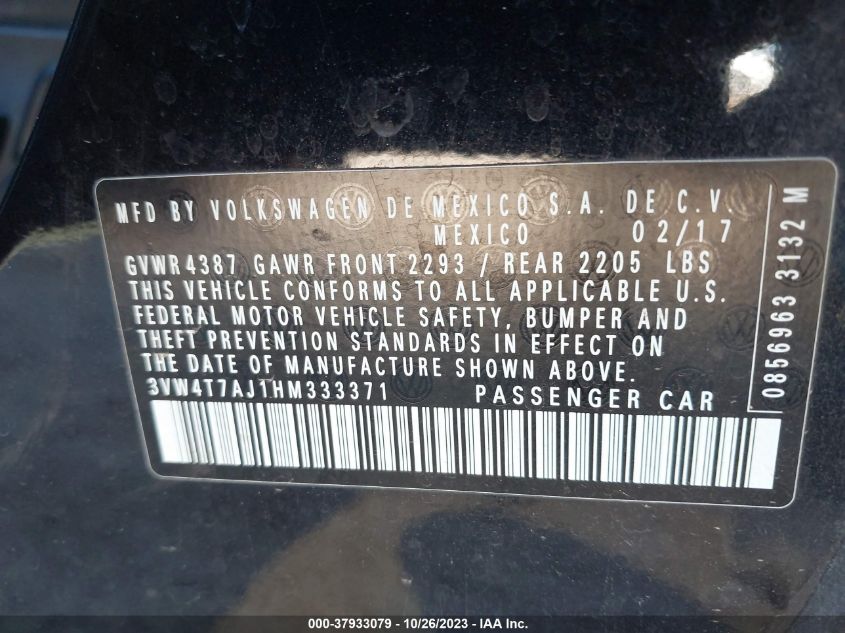 MFD BY VOLKSWAGEN DE MEXICO S.A. DE C.V
MEXICO 02/17
GVWR 4387 GAWR FRONT 2293 / REAR 2205 LBS
THIS VEHICLE CONFORMS TO ALL APPLICABLE U.S.
FEDERAL MOTOR VEHICLE SAFETY, BUMPER AND
THEFT PREVENTION STANDARDS IN EFFECT ON
THE DATE OF MANUFACTURE SHOWN ABOVE.
3VW4T7AJ1HM333371 PASSENGER CAR
0856963 3132 M
000-37933079 - 10/26/2023 - IAA Inc.